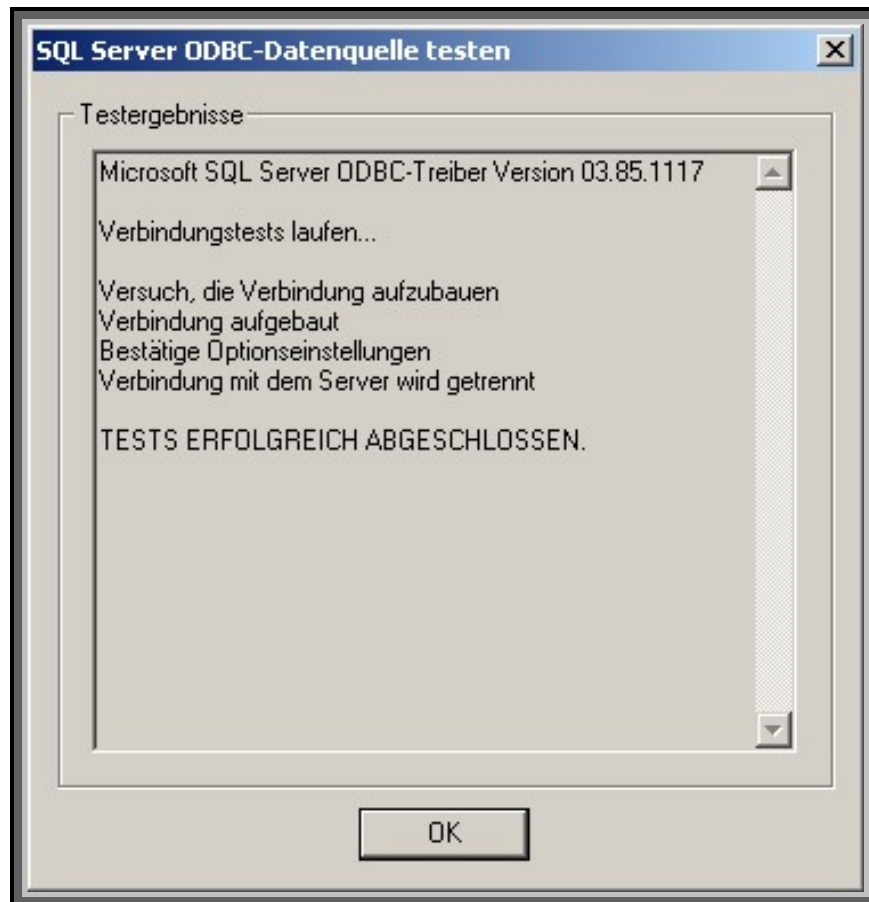 SQL Server ODBC-Datenquelle testen
Testergebnisse
Microsoft SQL Server ODBC-Treiber Version 03.85.1117
Verbindungstests laufen...
Versuch, die Verbindung aufzubauen
Verbindung aufgebaut
Bestätige Optionseinstellungen
Verbindung mit dem Server wird getrennt
TESTS ERFOLGREICH ABGESCHLOSSEN.
OK